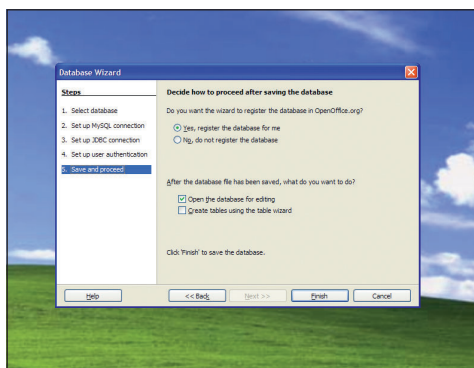 Database Wizard
Steps
1. Select database
2. Set up MySQL connection
3. Set up JDBC connection
4. Set up user authentication
5. Save and proceed
Decide how to proceed after saving the database
Do you want the wizard to register the database in OpenOffice.org?
Yes, register the database for me
No, do not register the database
After the database file has been saved, what do you want to do?
Open the database for editing
Create tables using the table wizard
Click 'Finish' to save the database.
Help
<< Back
Next >>
Finish
Cancel